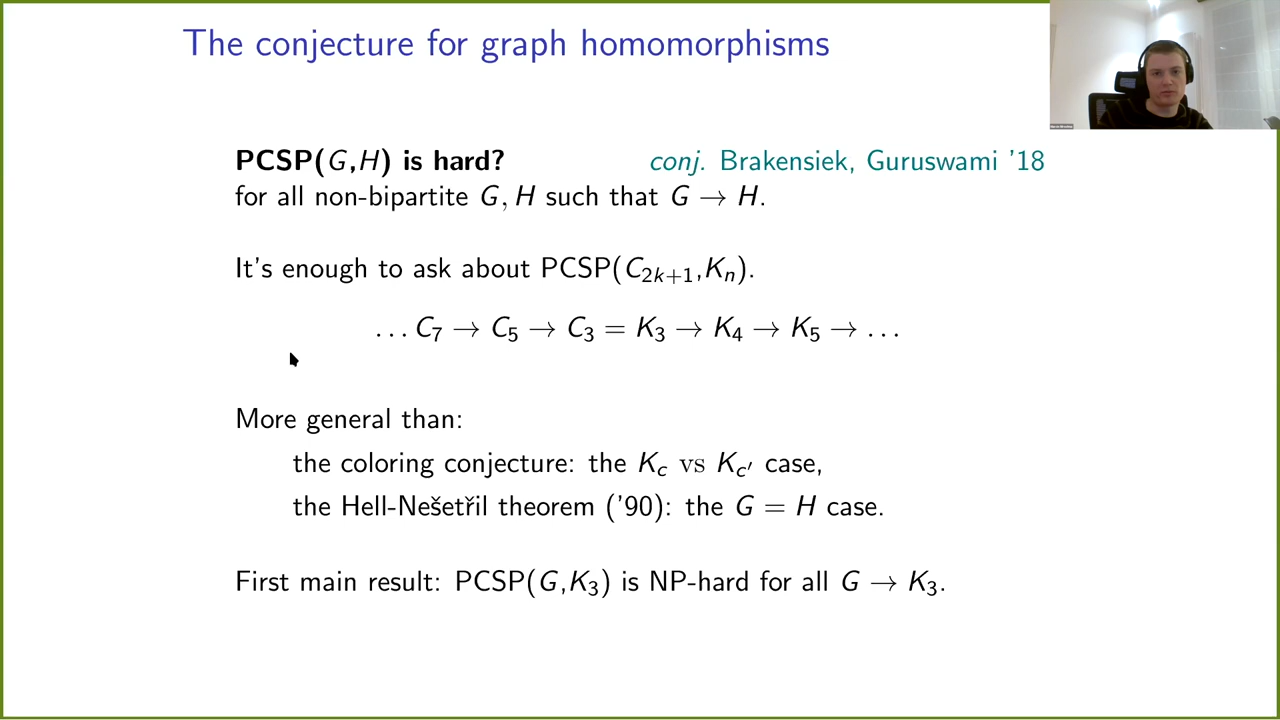 The conjecture for graph homomorphisms
PCSP(G,H) is hard? conj. Brakensiek, Guruswami '18
for all non-bipartite G, H such that G → H.
It's enough to ask about PCSP(C₂ₖ₊₁,Kₙ).
... C₇ → C₅ → C₃ = K₃ → K₄ → K₅ → ...
More general than:
the coloring conjecture: the K_c vs K_c′ case,
the Hell-Nešetřil theorem ('90): the G = H case.
First main result: PCSP(G,K₃) is NP-hard for all G → K₃.